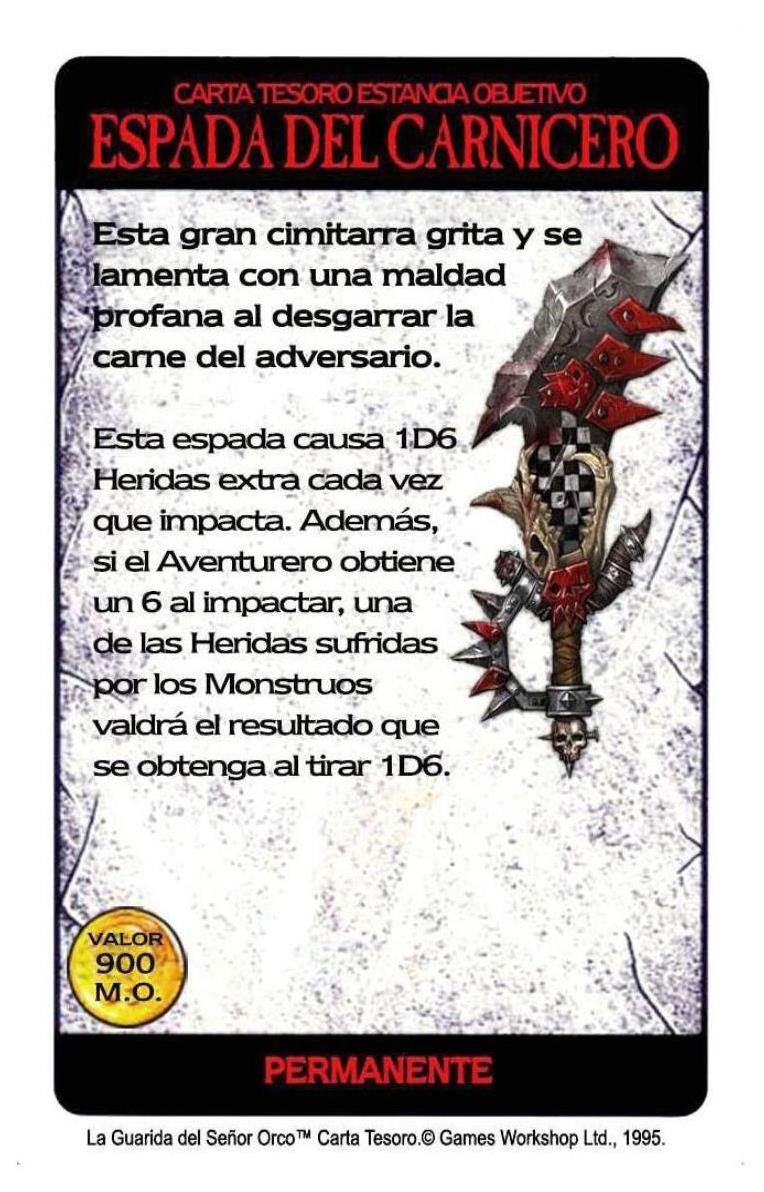 CARTA TESORO ESTANCIA OBJETIVO
ESPADA DEL CARNICERO
Esta gran cimitarra grita y se
lamenta con una maldad
profana al desgarrar la
carne del adversario.
Esta espada causa 1D6
Heridas extra cada vez
que impacta. Además,
si el Aventurero obtiene
un 6 al impactar, una
de las Heridas sufridas
por los Monstruos
valdrá el resultado que
se obtenga al tirar 1D6.
VALOR
900
M.O.
PERMANENTE
La Guarida del Señor Orco™ Carta Tesoro.© Games Workshop Ltd., 1995.